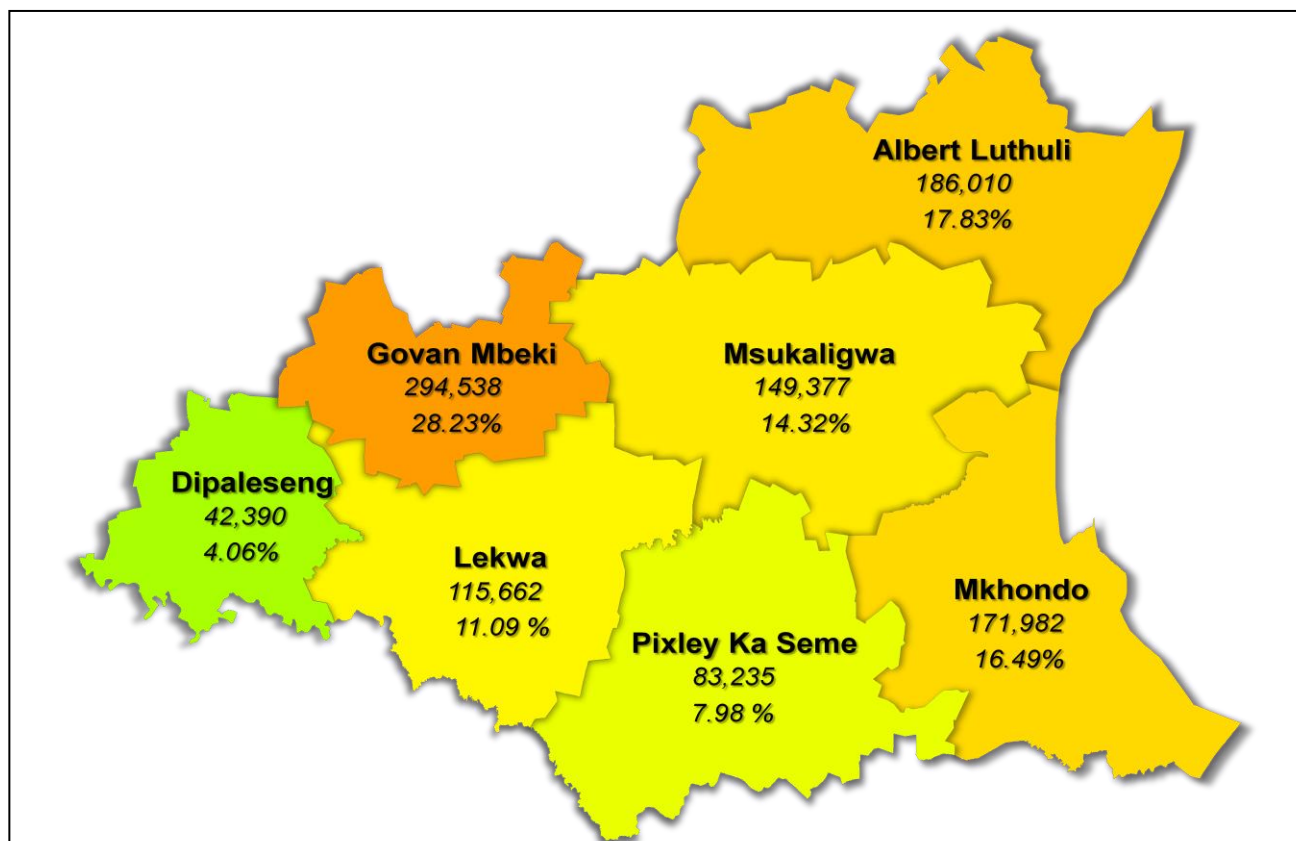 Albert Luthuli
186,010
17.83%
Govan Mbeki
294,538
28.23%
Msukaligwa
149,377
14.32%
Dipaleseng
42,390
4.06%
Lekwa
115,662
11.09 %
Mkhondo
171,982
16.49%
Pixley Ka Seme
83,235
7.98 %